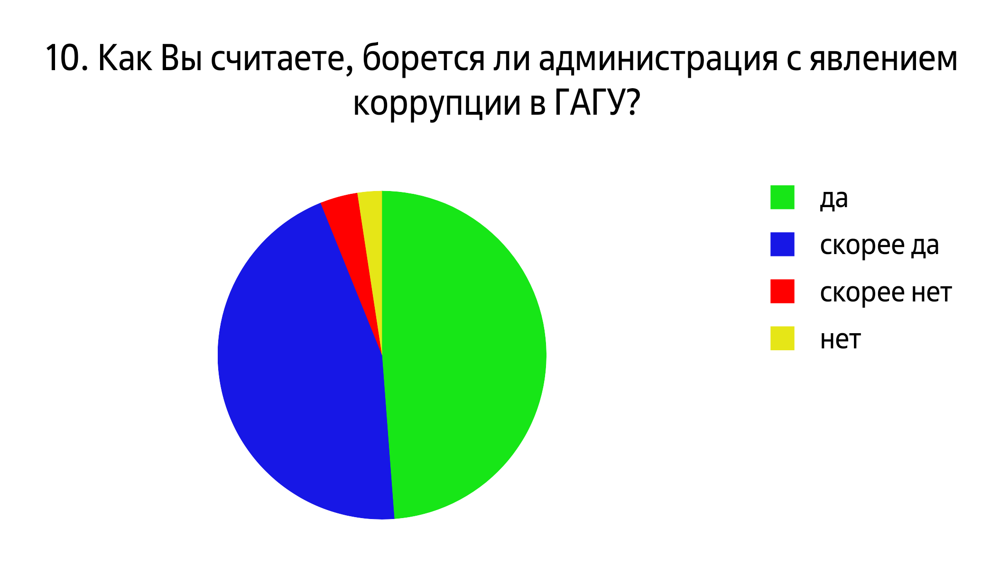 10. Как Вы считаете, борется ли администрация с явлением
коррупции в ГАГУ?
да
скорее да
скорее нет
нет